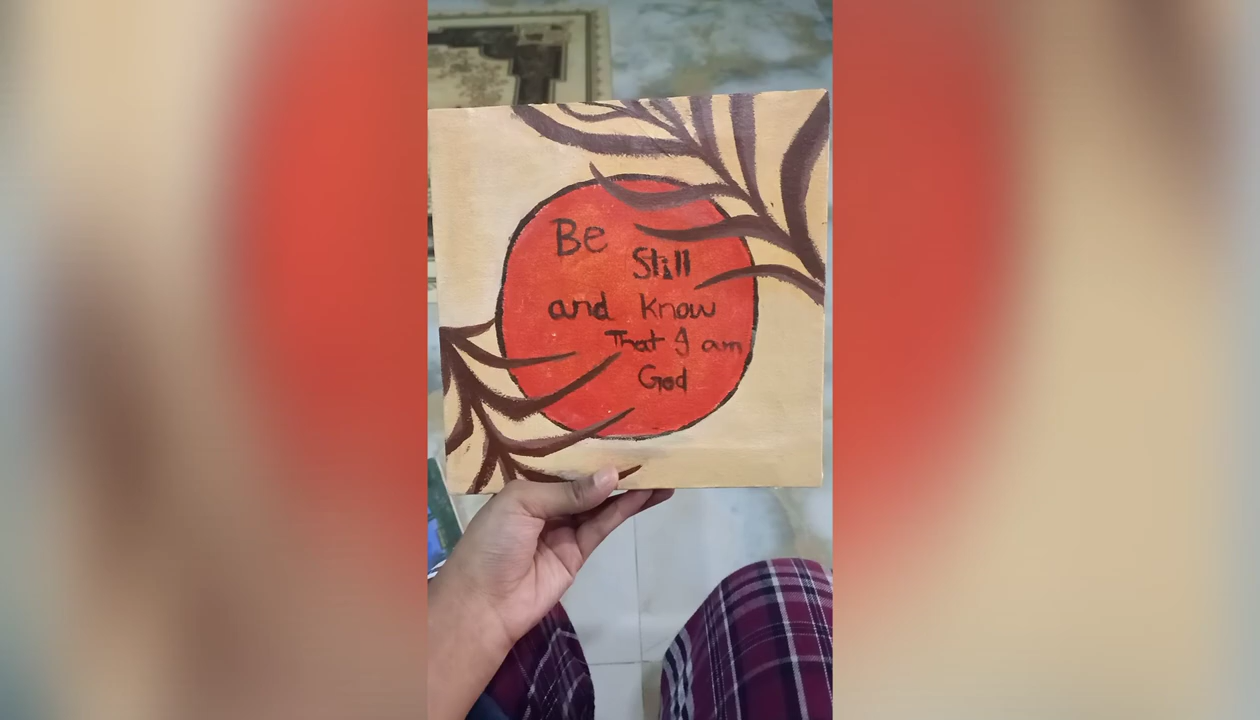 Be
Still
and know
That I am
God